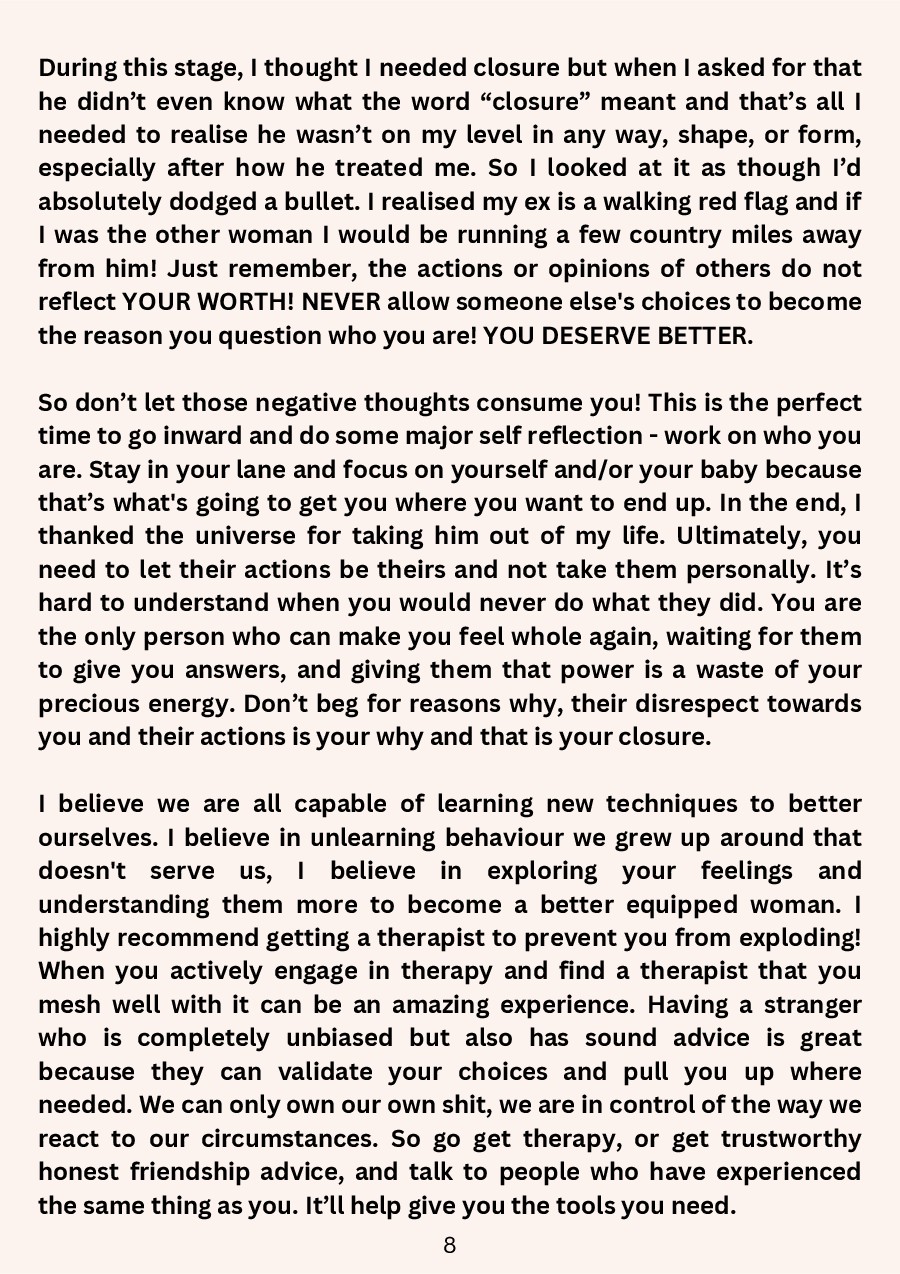 During this stage, I thought I needed closure but when I asked for that
he didn’t even know what the word “closure” meant and that’s all I
needed to realise he wasn’t on my level in any way, shape, or form,
especially after how he treated me. So I looked at it as though I’d
absolutely dodged a bullet. I realised my ex is a walking red flag and if
I was the other woman I would be running a few country miles away
from him! Just remember, the actions or opinions of others do not
reflect YOUR WORTH! NEVER allow someone else's choices to become
the reason you question who you are! YOU DESERVE BETTER.
So don’t let those negative thoughts consume you! This is the perfect
time to go inward and do some major self reflection - work on who you
are. Stay in your lane and focus on yourself and/or your baby because
that’s what's going to get you where you want to end up. In the end, I
thanked the universe for taking him out of my life. Ultimately, you
need to let their actions be theirs and not take them personally. It’s
hard to understand when you would never do what they did. You are
the only person who can make you feel whole again, waiting for them
to give you answers, and giving them that power is a waste of your
precious energy. Don’t beg for reasons why, their disrespect towards
you and their actions is your why and that is your closure.
I believe we are all capable of learning new techniques to better
ourselves. I believe in unlearning behaviour we grew up around that
doesn't serve us, I believe in exploring your feelings and
understanding them more to become a better equipped woman. I
highly recommend getting a therapist to prevent you from exploding!
When you actively engage in therapy and find a therapist that you
mesh well with it can be an amazing experience. Having a stranger
who is completely unbiased but also has sound advice is great
because they can validate your choices and pull you up where
needed. We can only own our own shit, we are in control of the way we
react to our circumstances. So go get therapy, or get trustworthy
honest friendship advice, and talk to people who have experienced
the same thing as you. It’ll help give you the tools you need.
8